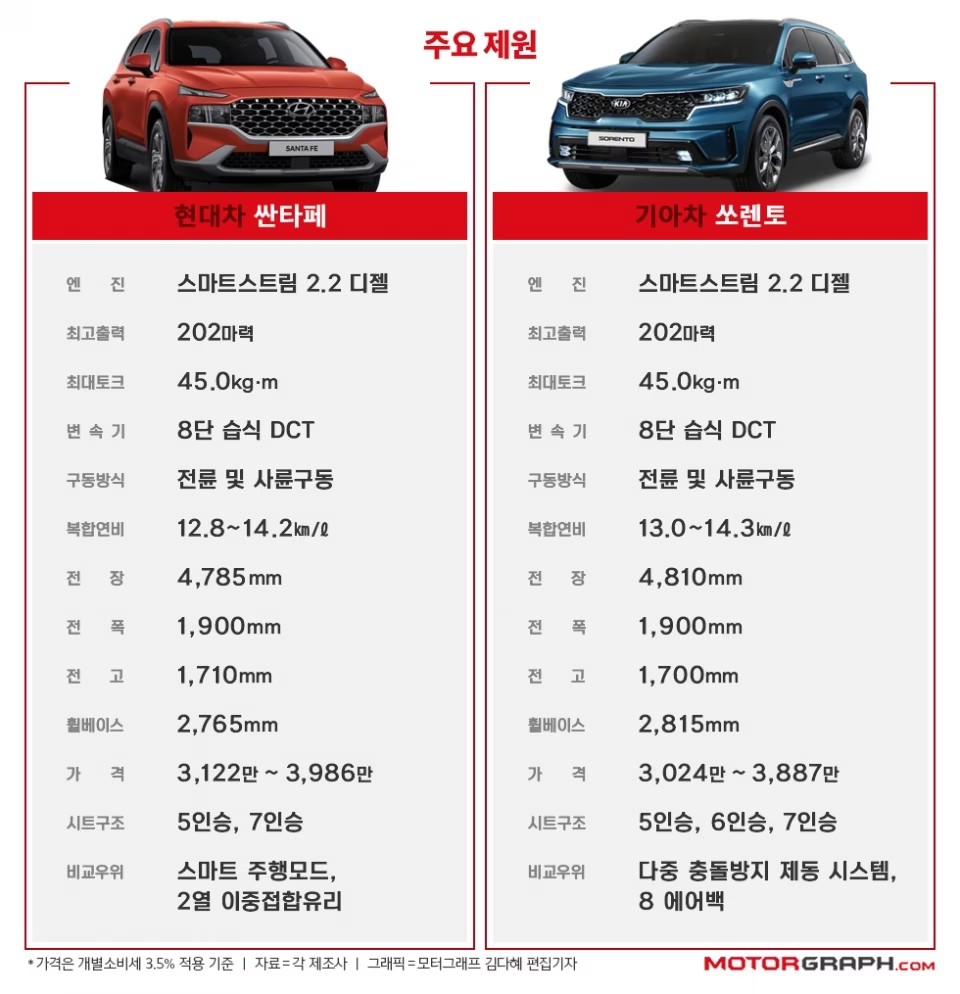 주요 제원
SANTA FE
현대차 싼타페
엔 진 스마트스트림 2.2 디젤
최고출력 202마력
최대토크 45.0kg·m
변 속 기 8단 습식 DCT
구동방식 전륜 및 사륜구동
복합연비 12.8~14.2㎞/ℓ
전 장 4,785mm
전 폭 1,900mm
전 고 1,710mm
휠베이스 2,765mm
가 격 3,122만 ~ 3,986만
시트구조 5인승, 7인승
비교우위 스마트 주행모드,
2열 이중접합유리
KIA
SORENTO
기아차 쏘렌토
엔 진 스마트스트림 2.2 디젤
최고출력 202마력
최대토크 45.0kg·m
변 속 기 8단 습식 DCT
구동방식 전륜 및 사륜구동
복합연비 13.0~14.3㎞/ℓ
전 장 4,810mm
전 폭 1,900mm
전 고 1,700mm
휠베이스 2,815mm
가 격 3,024만 ~ 3,887만
시트구조 5인승, 6인승, 7인승
비교우위 다중 충돌방지 제동 시스템,
8 에어백
*가격은 개별소비세 3.5% 적용 기준 | 자료=각 제조사 | 그래픽=모터그래프 김다혜 편집기자
MOTORGRAPH.COM